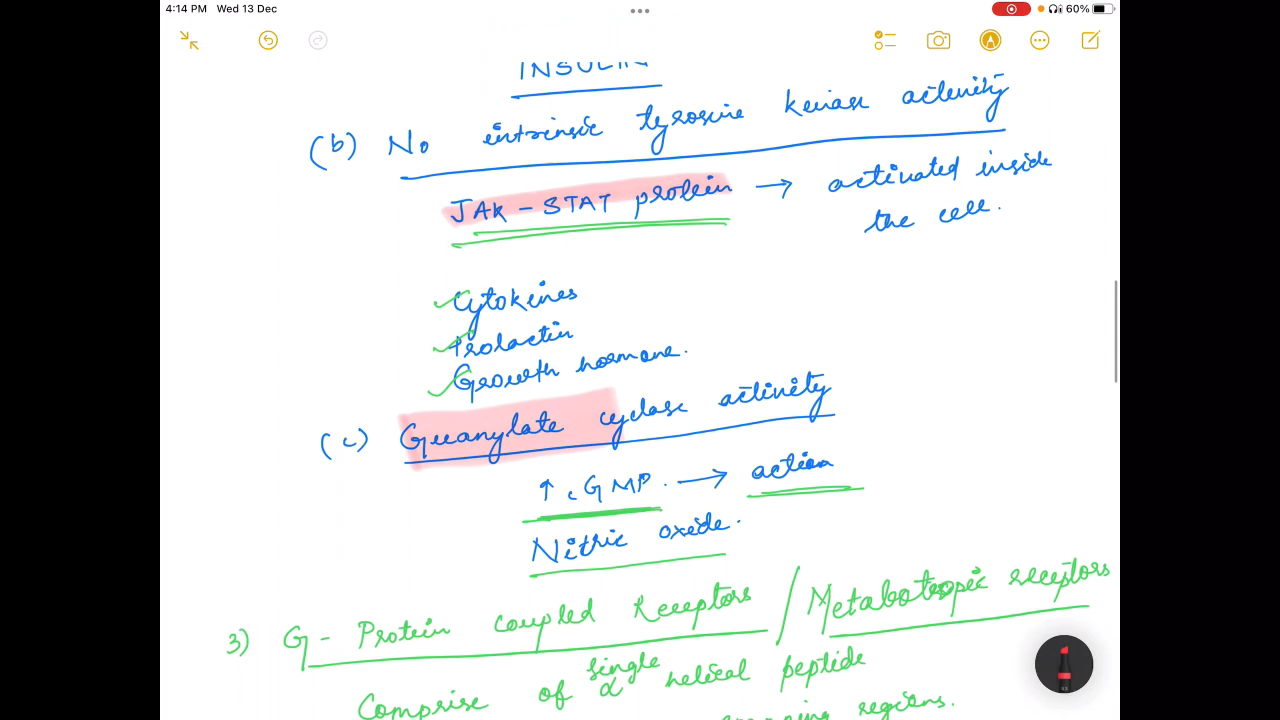 4:14 PM Wed 13 Dec
60%
INSULIN
(b) No intrinsic tyrosine kinase activity
JAK - STAT protein → activated inside
the cell.
Cytokines
Prolactin
Growth hormone.
(c) Guanylate cyclase activity
↑ cGMP. → action
Nitric oxide.
3) G - Protein coupled Receptors / Metabotropic receptors
Comprise of single α helical peptide
regions.